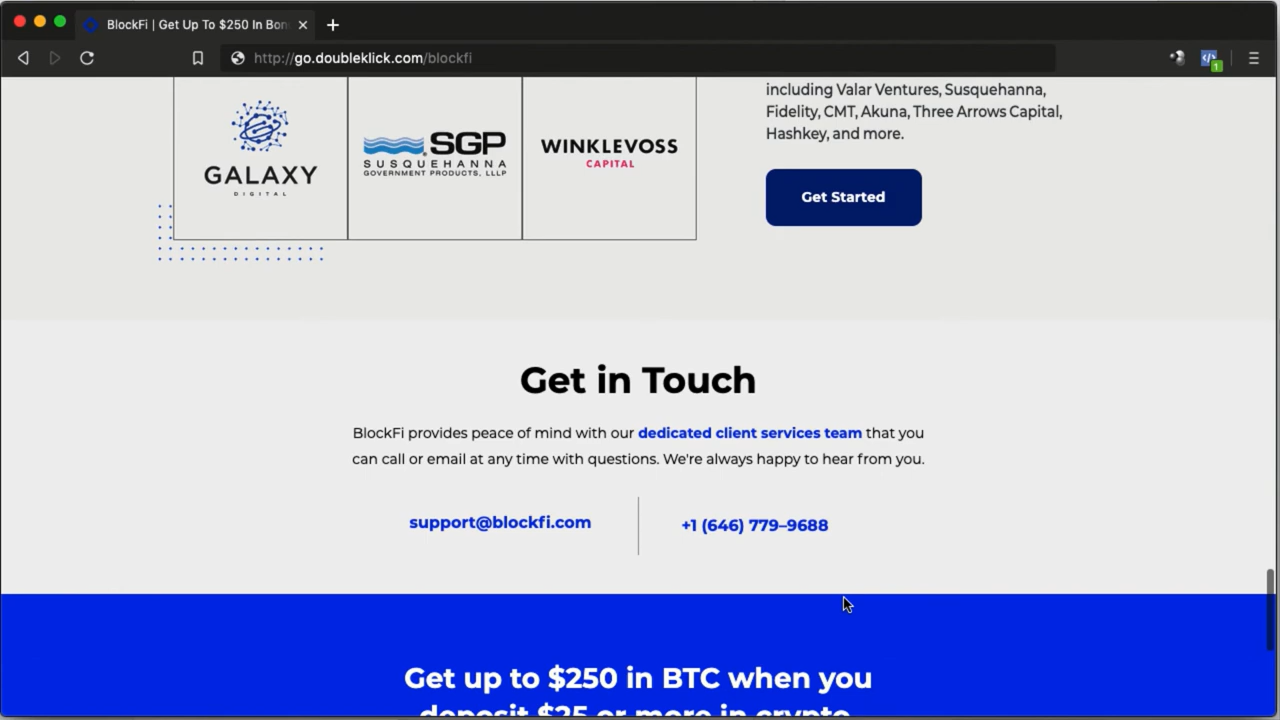 BlockFi | Get Up To $250 In Bon
http://go.doubleklick.com/blockfi
1
including Valar Ventures, Susquehanna,
Fidelity, CMT, Akuna, Three Arrows Capital,
Hashkey, and more.
GALAXY
DIGITAL
SGP
SUSQUEHANNA
GOVERNMENT PRODUCTS, LLLP
WINKLEVOSS
CAPITAL
Get Started
Get in Touch
BlockFi provides peace of mind with our dedicated client services team that you
can call or email at any time with questions. We're always happy to hear from you.
support@blockfi.com
+1 (646) 779–9688
Get up to $250 in BTC when you
deposit $25 or more in crypto